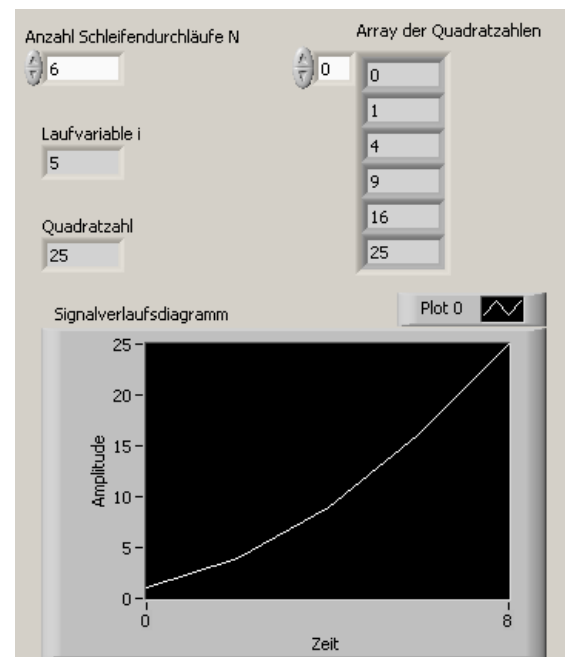 Anzahl Schleifendurchläufe N
6
Array der Quadratzahlen
0
0
1
4
9
16
25
Laufvariable i
5
Quadratzahl
25
Signalverlaufsdiagramm
Plot 0
Amplitude
25
20
15
10
5
0
0
8
Zeit